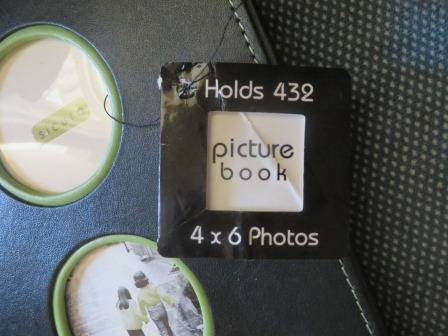 Holds 432
picture
book
4 x 6 Photos